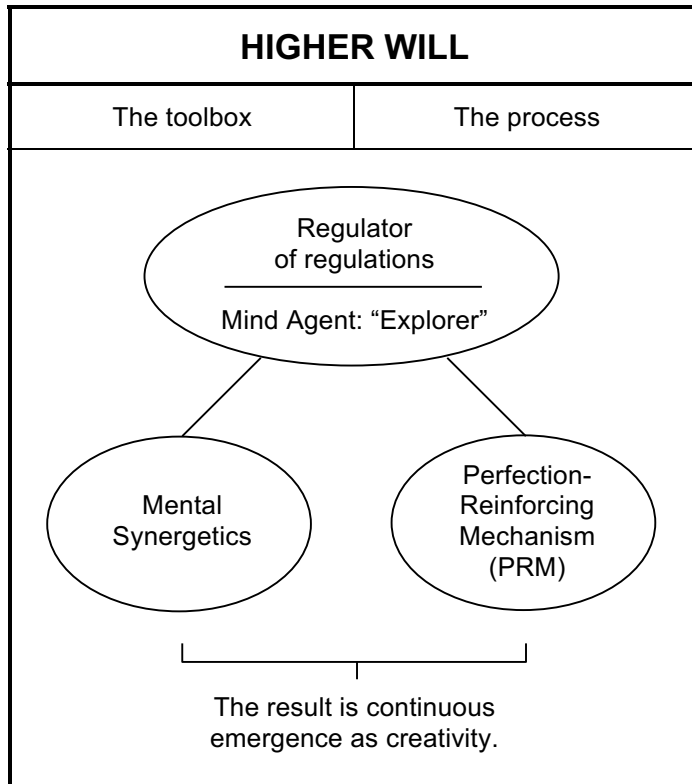 HIGHER WILL
The toolbox
The process
Regulator
of regulations
Mind Agent: “Explorer”
Mental
Synergetics
Perfection-
Reinforcing
Mechanism
(PRM)
The result is continuous
emergence as creativity.